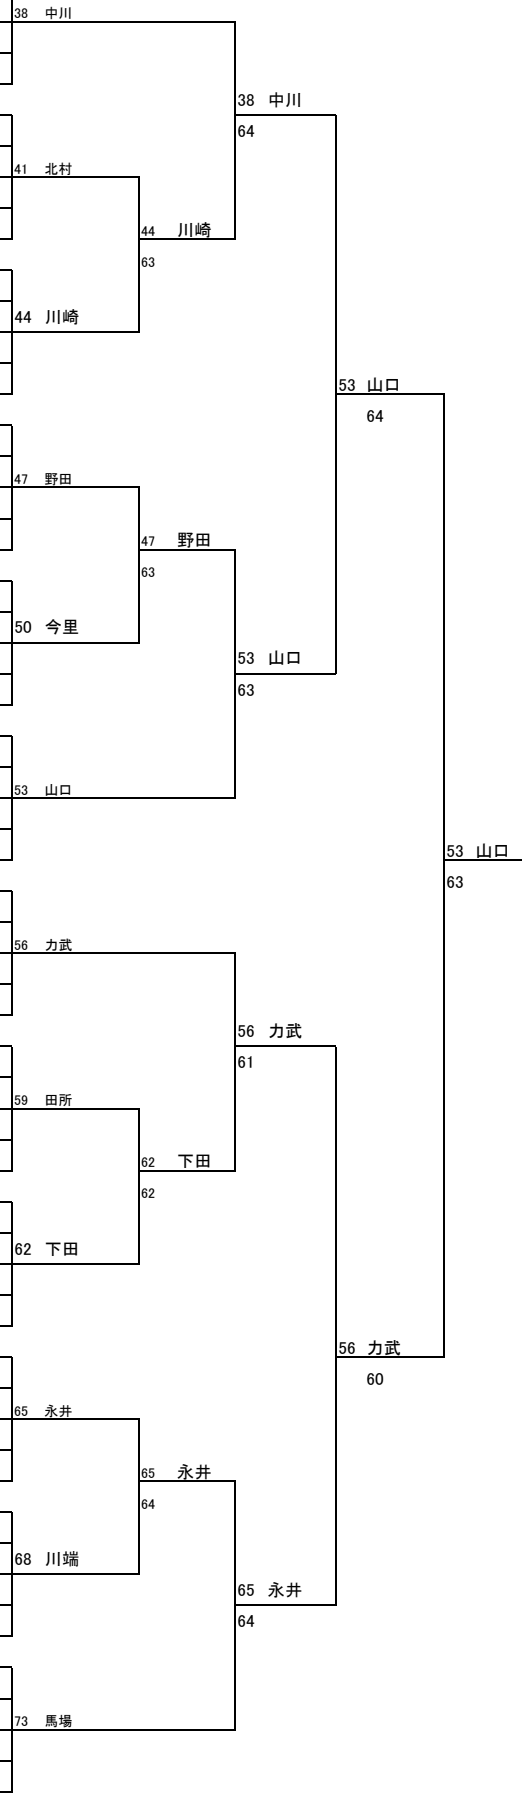 38 中川
38 中川
64
41 北村
44 川崎
63
44 川崎
53 山口
64
47 野田
47 野田
63
50 今里
53 山口
63
53 山口
53 山口
63
56 力武
56 力武
61
59 田所
62 下田
62
62 下田
56 力武
60
65 永井
65 永井
64
68 川端
65 永井
64
73 馬場